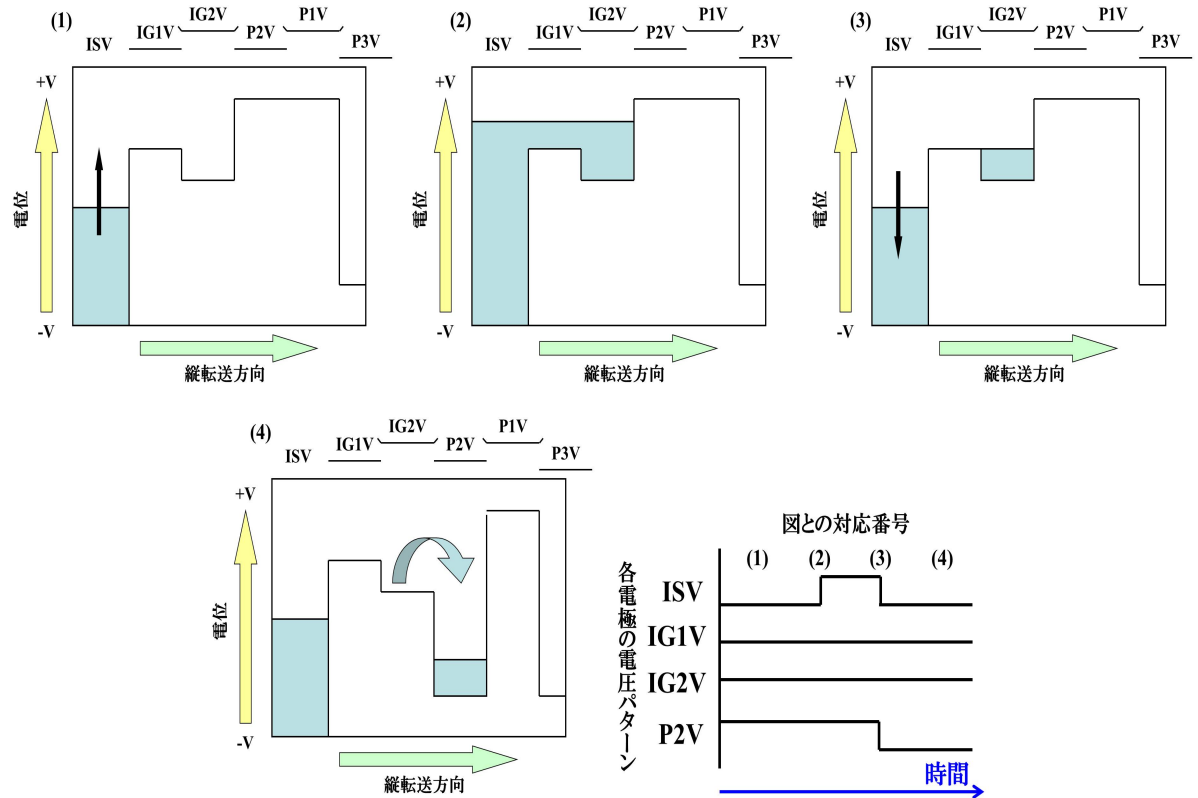 (1)
IG2V
P1V
ISV
IG1V
P2V
P3V
+V
電位
-V
縦転送方向
(2)
IG2V
P1V
ISV
IG1V
P2V
P3V
+V
電位
-V
縦転送方向
(3)
IG2V
P1V
ISV
IG1V
P2V
P3V
+V
電位
-V
縦転送方向
(4)
IG2V
P1V
ISV
IG1V
P2V
P3V
+V
電位
-V
縦転送方向
図との対応番号
(1) (2) (3) (4)
各電極の電圧パターン
ISV
IG1V
IG2V
P2V
時間